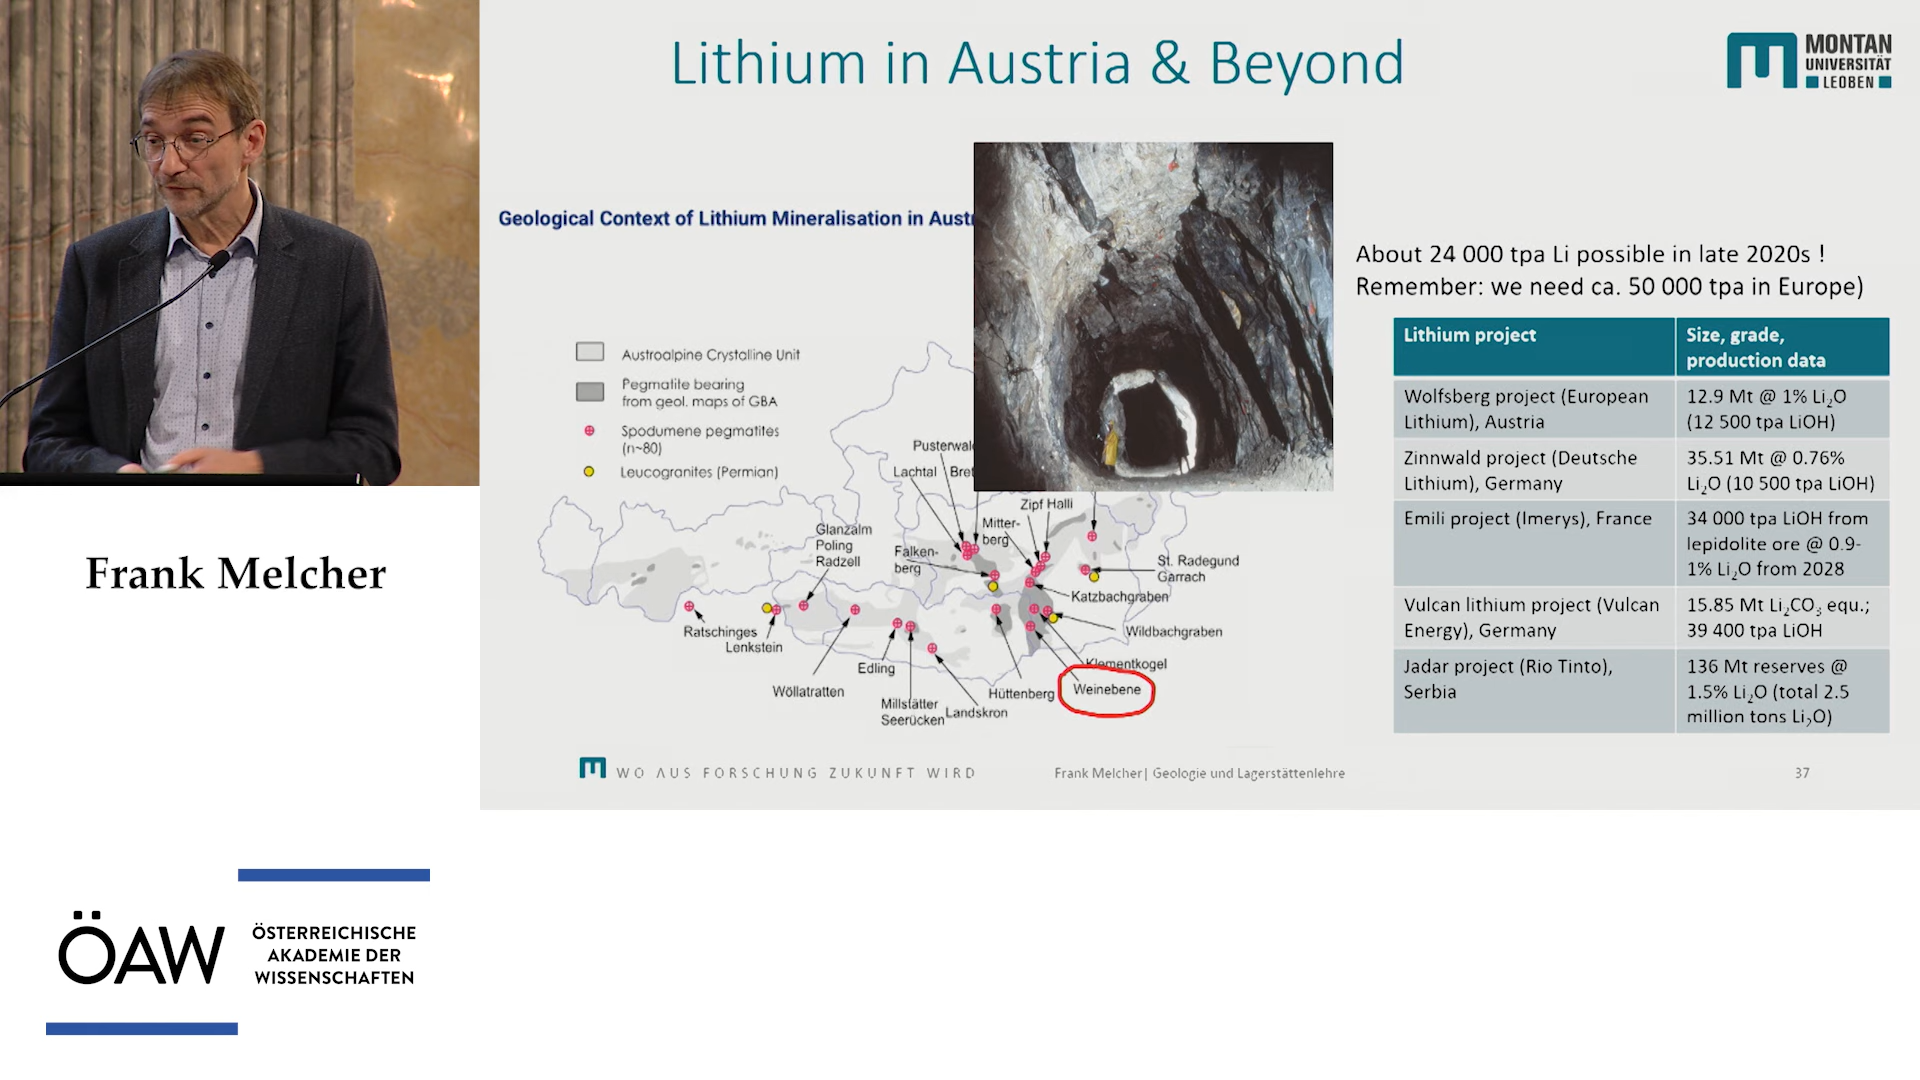 Lithium in Austria & Beyond
MONTAN
UNIVERSITÄT
LEOBEN
Geological Context of Lithium Mineralisation in
About 24 000 tpa Li possible in late 2020s !
Remember: we need ca. 50 000 tpa in Europe)
Austroalpine Crystalline Unit
Pegmatite bearing
from geol. maps of GBA
Spodumene pegmatites
(n~80)
Leucogranites (Permian)
Lachtal
Zipf Halli
Mitter-
berg
Glanzalm
Poling
Radzell
Falken-
berg
St. Radegund
Garrach
Katzbachgraben
Wildbachgraben
Ratschinges
Lenkstein
Edling
Klementkogel
Wöllatratten
Hüttenberg
Weinebene
Millstätter
Seerücken
Landskron
Lithium project
Size, grade,
production data
Wolfsberg project (European
Lithium), Austria
12.9 Mt @ 1% Li₂O
(12 500 tpa LiOH)
Zinnwald project (Deutsche
Lithium), Germany
35.51 Mt @ 0.76%
Li₂O (10 500 tpa LiOH)
Emili project (Imerys), France
34 000 tpa LiOH from
lepidolite ore @ 0.9-
1% Li₂O from 2028
Vulcan lithium project (Vulcan
Energy), Germany
15.85 Mt Li₂CO₃ equ.;
39 400 tpa LiOH
Jadar project (Rio Tinto),
Serbia
136 Mt reserves @
1.5% Li₂O (total 2.5
million tons Li₂O)
WO AUS FORSCHUNG ZUKUNFT WIRD
Frank Melcher| Geologie und Lagerstättenlehre
37
Frank Melcher
ÖAW
ÖSTERREICHISCHE
AKADEMIE DER
WISSENSCHAFTEN